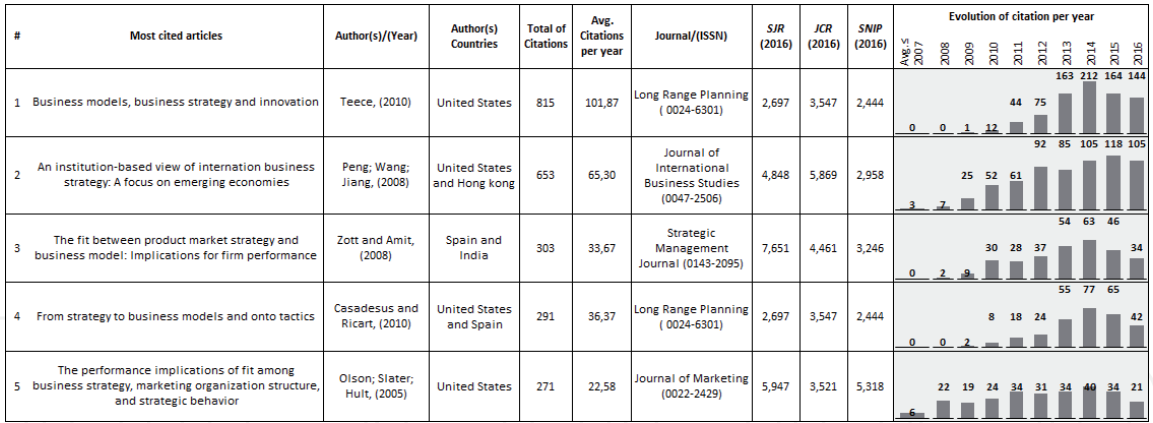 # Most cited articles Author(s)/(Year) Author(s) Countries Total of Citations Avg. Citations per year Journal/(ISSN) SJR (2016) JCR (2016) SNIP (2016) Evolution of citation per year
Avg.≤ 2007 2008 2009 2010 2011 2012 2013 2014 2015 2016
1 Business models, business strategy and innovation Teece, (2010) United States 815 101,87 Long Range Planning ( 0024-6301) 2,697 3,547 2,444
0 0 1 12 44 75 163 212 164 144
2 An institution-based view of internation business strategy: A focus on emerging economies Peng; Wang; Jiang, (2008) United States and Hong kong 653 65,30 Journal of International Business Studies (0047-2506) 4,848 5,869 2,958
3 7 25 52 61 92 85 105 118 105
3 The fit between product market strategy and business model: Implications for firm performance Zott and Amit, (2008) Spain and India 303 33,67 Strategic Management Journal (0143-2095) 7,651 4,461 3,246
0 2 9 30 28 37 54 63 46 34
4 From strategy to business models and onto tactics Casadesus and Ricart, (2010) United States and Spain 291 36,37 Long Range Planning ( 0024-6301) 2,697 3,547 2,444
0 0 2 8 18 24 55 77 65 42
5 The performance implications of fit among business strategy, marketing organization structure, and strategic behavior Olson; Slater; Hult, (2005) United States 271 22,58 Journal of Marketing (0022-2429) 5,947 3,521 5,318
6 22 19 24 34 31 34 40 34 21